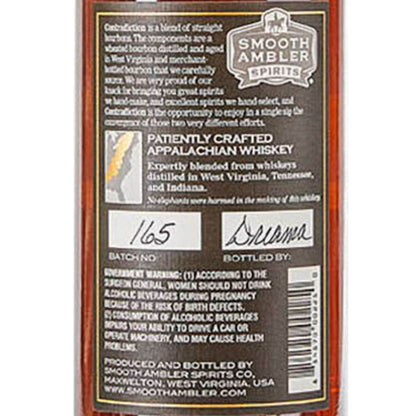 Contradiction is a blend of straight
bourbons. The components are a
wheated bourbon distilled and aged
in West Virginia and merchant-
bottled bourbon that we carefully
source. We are very proud of our
knack for bringing you great spirits
we hand-make, and excellent spirits we hand select, and
Contradiction is the opportunity to enjoy in a single sip the
convergence of those two very different efforts.
SMOOTH
AMBLER
SPIRITS
PATIENTLY CRAFTED
APPALACHIAN WHISKEY
Expertly blended from whiskeys
distilled in West Virginia, Tennessee,
and Indiana.
No elephants were harmed in the making of this whiskey
165
Dreama
BATCH NO
BOTTLED BY:
GOVERNMENT WARNING: (1) ACCORDING TO THE
SURGEON GENERAL, WOMEN SHOULD NOT DRINK
ALCOHOLIC BEVERAGES DURING PREGNANCY
BECAUSE OF THE RISK OF BIRTH DEFECTS.
(2) CONSUMPTION OF ALCOHOLIC BEVERAGES
IMPAIRS YOUR ABILITY TO DRIVE A CAR OR
OPERATE MACHINERY, AND MAY CAUSE HEALTH
PROBLEMS.
PRODUCED AND BOTTLED BY
SMOOTH AMBLER SPIRITS CO,
MAXWELTON, WEST VIRGINIA, USA
WWW.SMOOTHAMBLER.COM